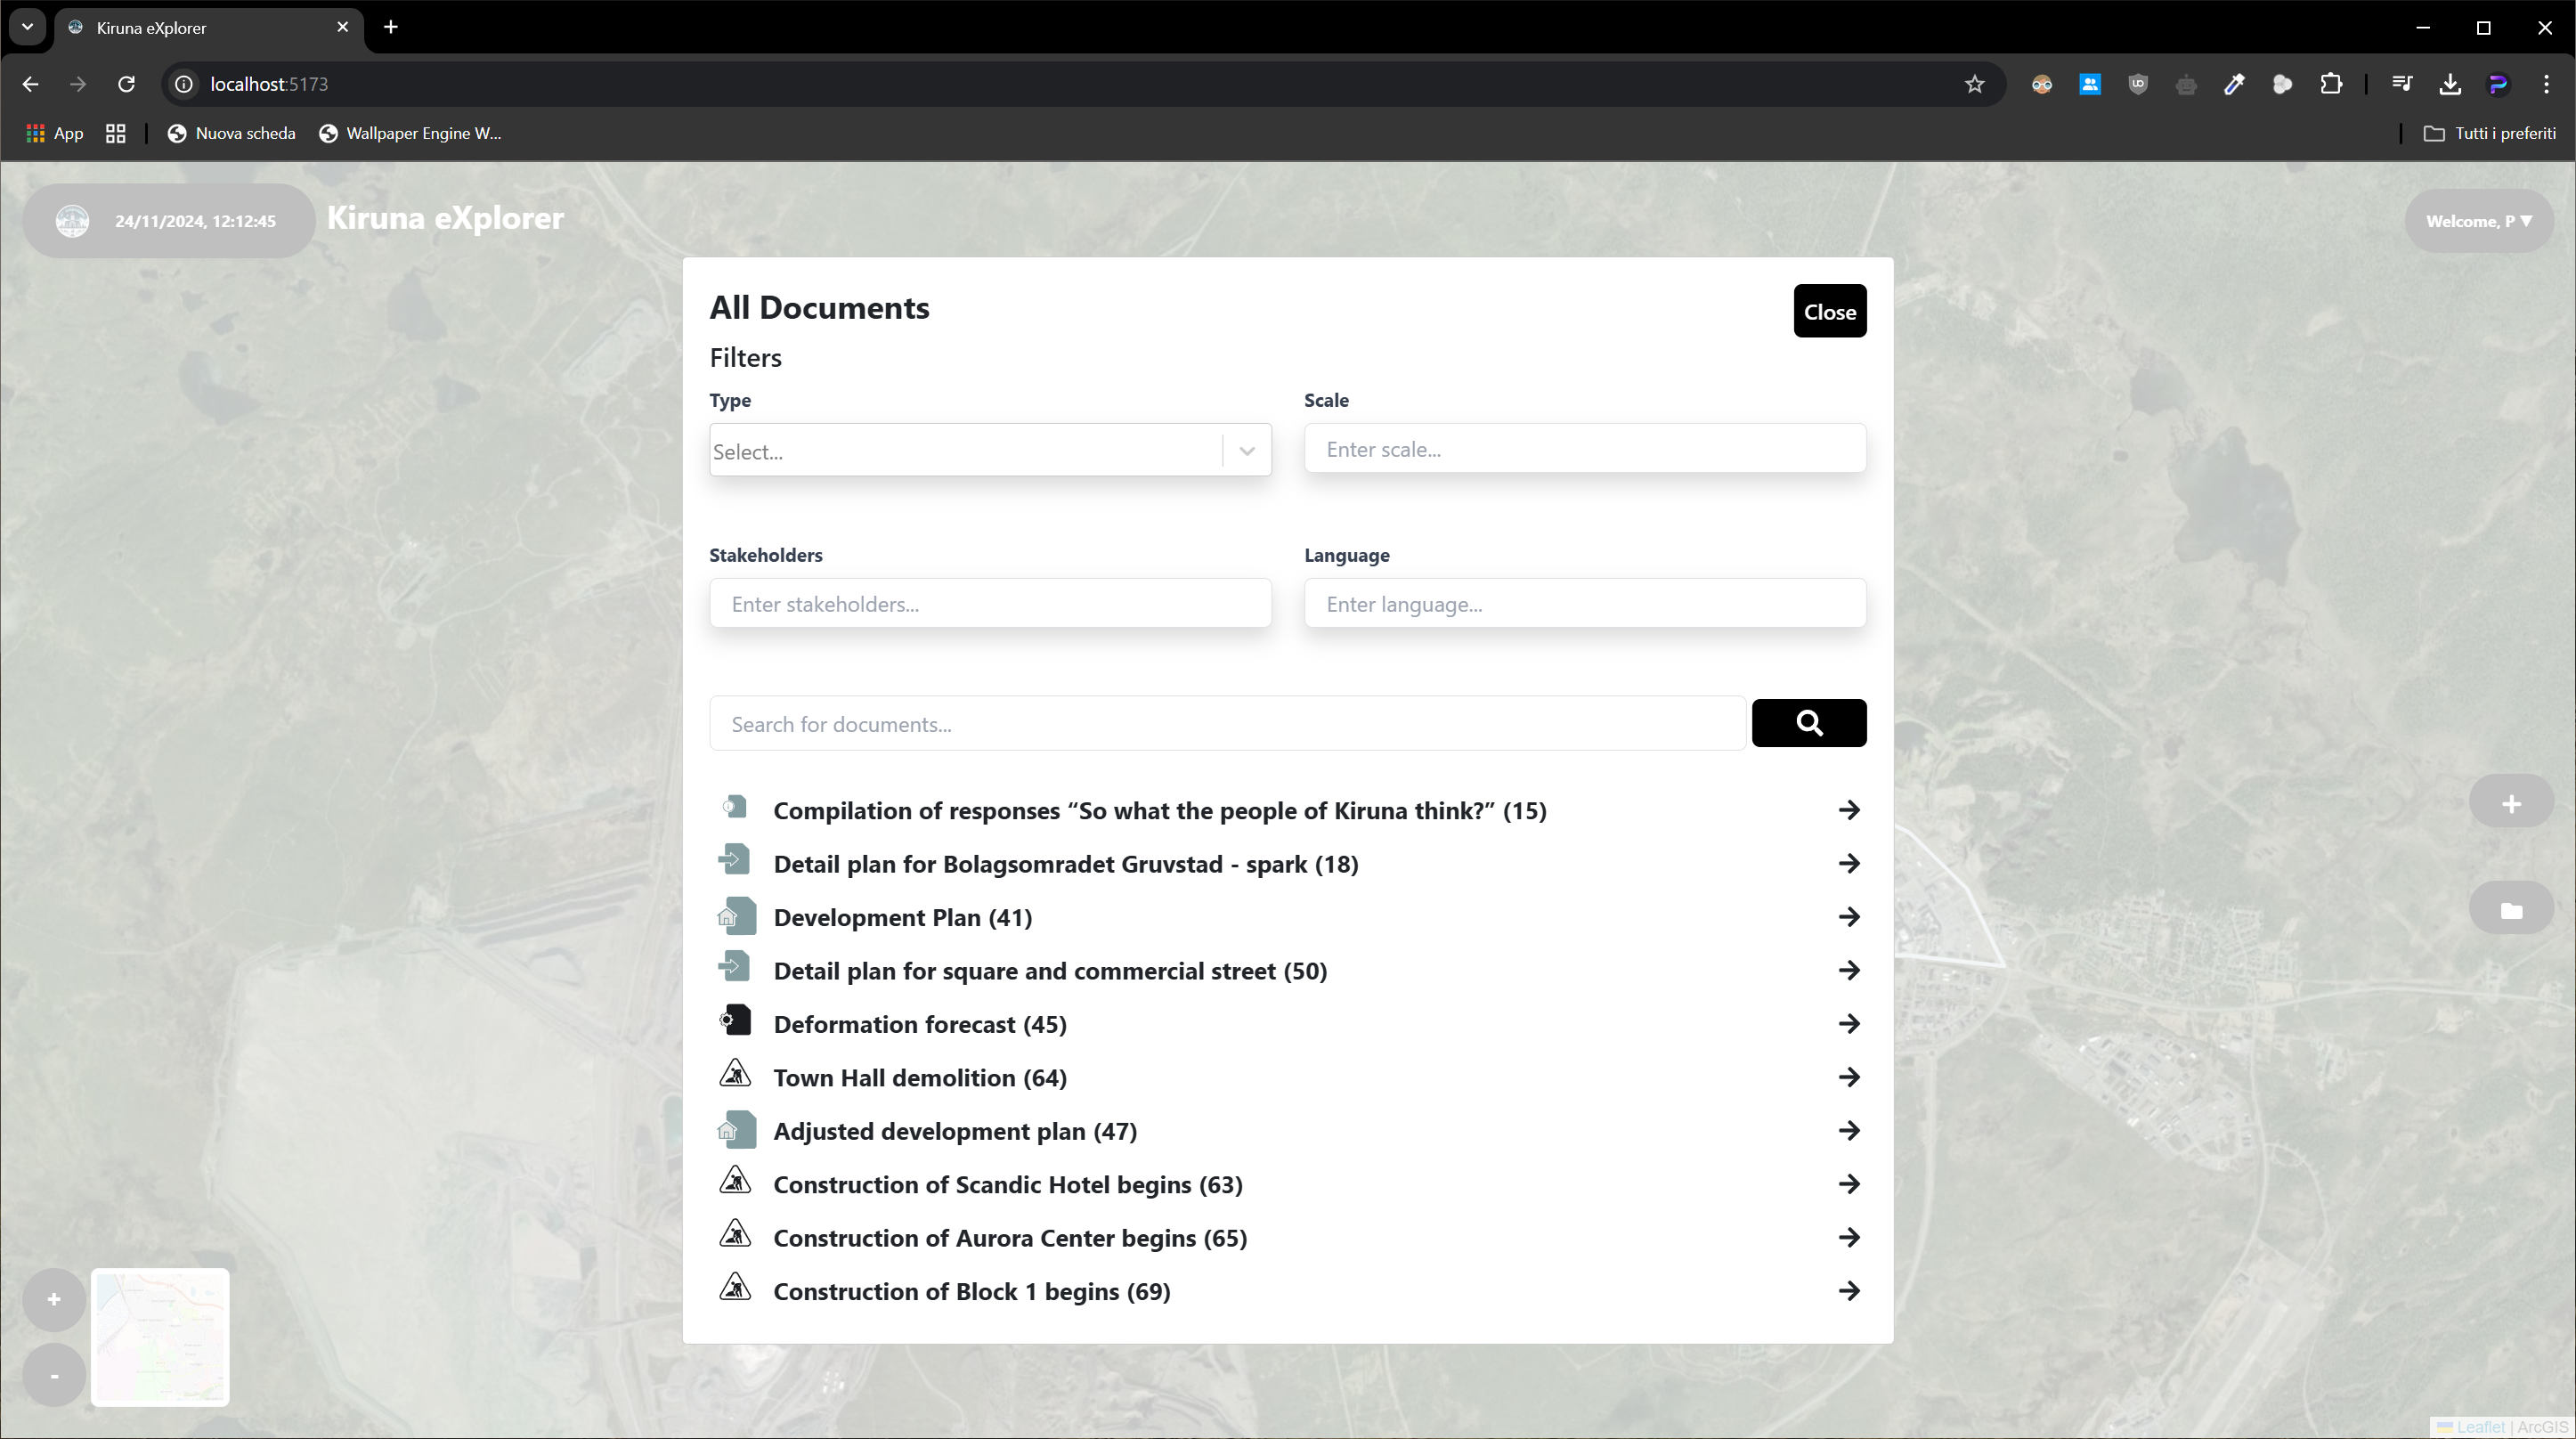 Kiruna eXplorer
localhost:5173
App
Nuova scheda
Wallpaper Engine W...
Tutti i preferiti
24/11/2024, 12:12:45
Kiruna eXplorer
Welcome, P ▼
All Documents
Close
Filters
Type
Scale
Select...
Enter scale...
Stakeholders
Language
Enter stakeholders...
Enter language...
Search for documents...
Compilation of responses “So what the people of Kiruna think?” (15)
Detail plan for Bolagsomradet Gruvstad - spark (18)
Development Plan (41)
Detail plan for square and commercial street (50)
Deformation forecast (45)
Town Hall demolition (64)
Adjusted development plan (47)
Construction of Scandic Hotel begins (63)
Construction of Aurora Center begins (65)
Construction of Block 1 begins (69)
+
-
Leaflet | ArcGIS